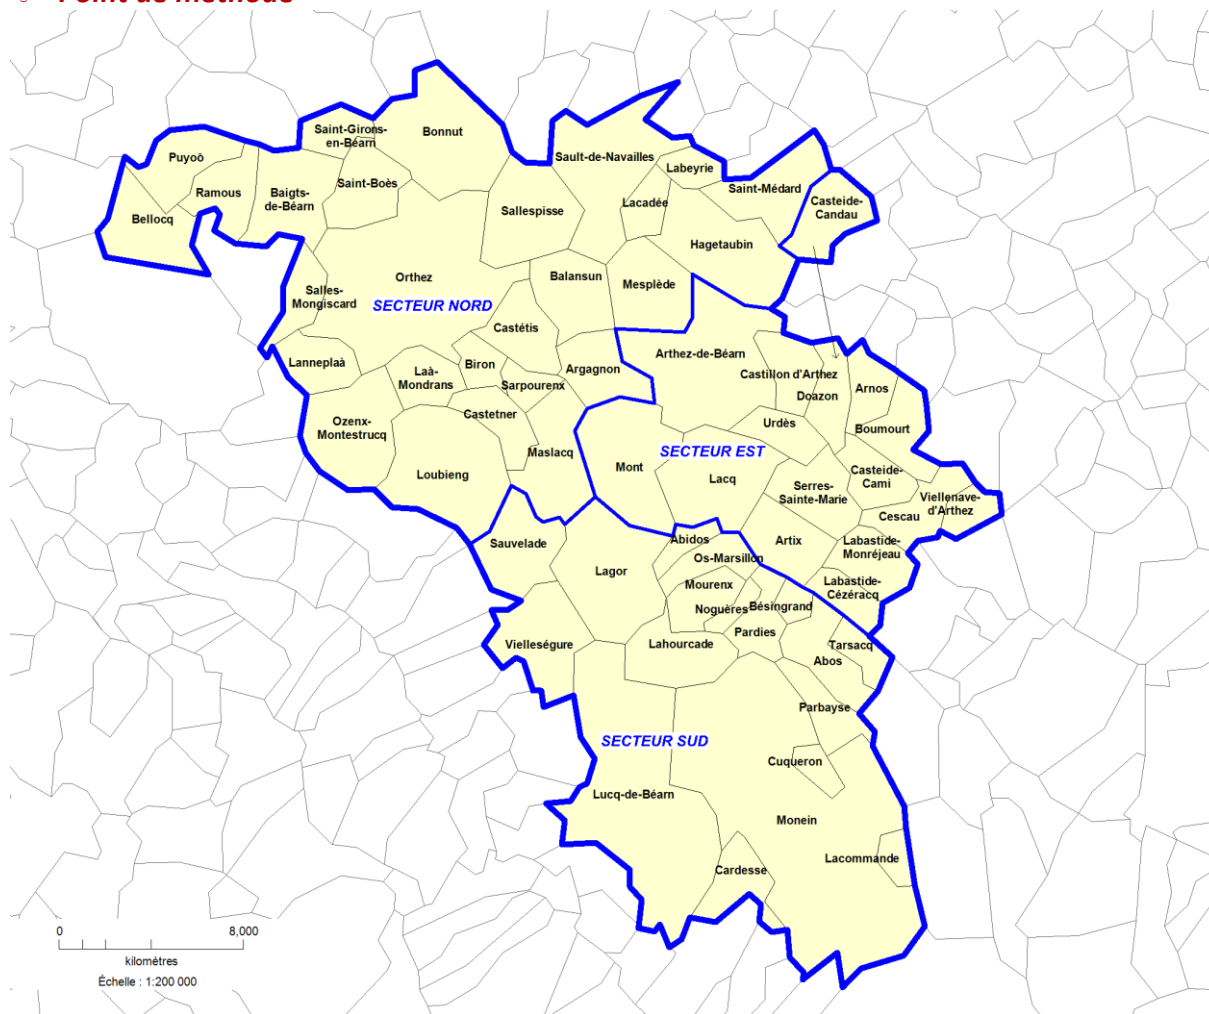 Point de méthode
Saint-Girons-
en-Béarn
Bonnut
Puyoô
Sault-de-Navailles
Labeyrie
Ramous
Baigts-
de-Béarn
Saint-Boès
Saint-Médard
Bellocq
Sallespisse
Lacadée
Casteide-
Candau
Hagetaubin
Orthez
Balansun
Mesplède
Salles-
Mongiscard
SECTEUR NORD
Castétis
Arthez-de-Béarn
Lanneplaà
Laà-
Mondrans
Biron
Argagnon
Castillon d'Arthez
Sarpourenx
Doazon
Arnos
Castetner
Ozenx-
Montestrucq
Urdès
Boumourt
Maslacq
SECTEUR EST
Mont
Loubieng
Lacq
Casteide-
Cami
Serres-
Sainte-Marie
Viellenave-
d'Arthez
Cescau
Sauvelade
Abidos
Artix
Labastide-
Monréjeau
Os-Marsillon
Lagor
Mourenx
Labastide-
Cézéracq
Noguères
Bésingrand
Vielleségure
Lahourcade
Pardies
Tarsacq
Abos
Parbayse
SECTEUR SUD
Cuqueron
Lucq-de-Béarn
Monein
Lacommande
Cardesse
0 8,000
kilomètres
Échelle : 1:200 000